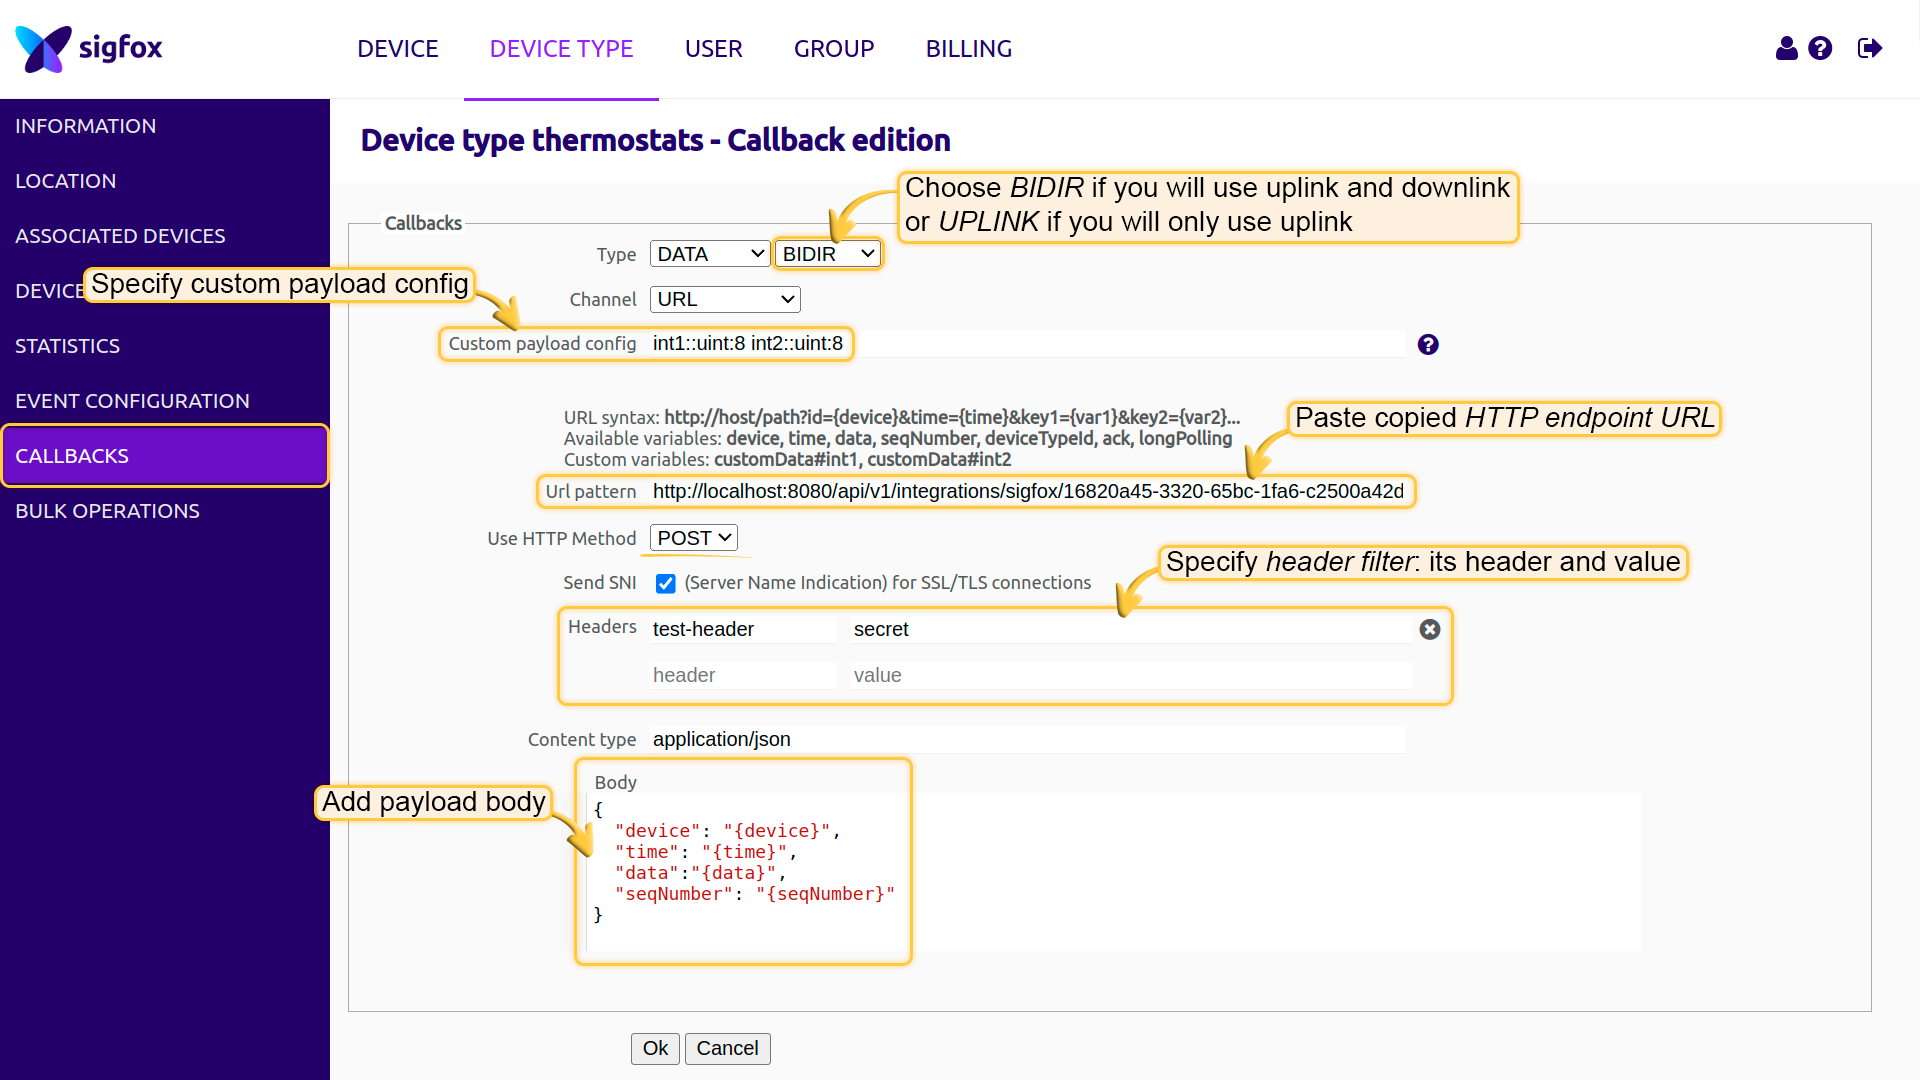 sigfox
DEVICE
DEVICE TYPE
USER
GROUP
BILLING
INFORMATION
LOCATION
ASSOCIATED DEVICES
DEVICE
STATISTICS
EVENT CONFIGURATION
CALLBACKS
BULK OPERATIONS
Device type thermostats - Callback edition
Choose BIDIR if you will use uplink and downlink
or UPLINK if you will only use uplink
Callbacks
Type DATA BIDIR
Specify custom payload config
Channel URL
Custom payload config int1::uint:8 int2::uint:8
URL syntax: http://host/path?id={device}&time={time}&key1={var1}&key2={var2}...
Available variables: device, time, data, seqNumber, deviceTypeId, ack, longPolling
Custom variables: customData#int1, customData#int2
Paste copied HTTP endpoint URL
Url pattern http://localhost:8080/api/v1/integrations/sigfox/16820a45-3320-65bc-1fa6-c2500a42d
Use HTTP Method POST
Specify header filter: its header and value
Send SNI (Server Name Indication) for SSL/TLS connections
Headers test-header secret
header value
Content type application/json
Add payload body
Body
{
"device": "{device}",
"time": "{time}",
"data":"{data}",
"seqNumber": "{seqNumber}"
}
Ok Cancel